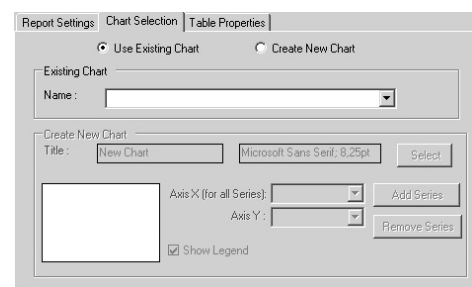 Report Settings Chart Selection Table Properties
Use Existing Chart Create New Chart
Existing Chart
Name :
Create New Chart
Title : New Chart Microsoft Sans Serif; 8,25pt Select
Axis X (for all Series): Add Series
Axis Y : Remove Series
Show Legend